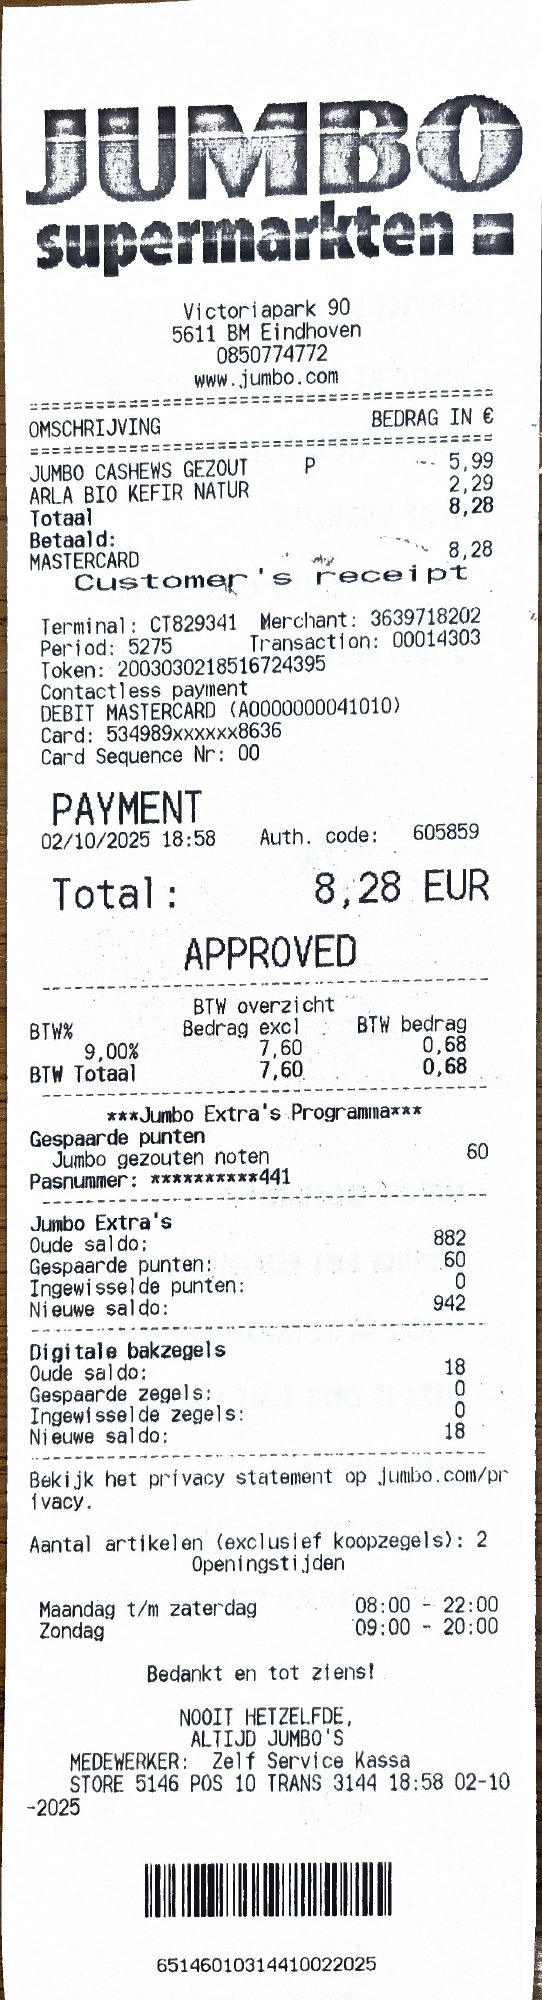 JUMBO
supermarkten
Victoriapark 90
5611 BM Eindhoven
0850774772
www.jumbo.com
OMSCHRIJVING BEDRAG IN €
JUMBO CASHEWS GEZOUT P 5,99
ARLA BIO KEFIR NATUR 2,29
Totaal 8,28
Betaald:
MASTERCARD 8,28
Customer's receipt
Terminal: CT829341 Merchant: 3639718202
Period: 5275 Transaction: 00014303
Token: 2003030218516724395
Contactless payment
DEBIT MASTERCARD (A0000000041010)
Card: 534989xxxxxx8636
Card Sequence Nr: 00
PAYMENT
02/10/2025 18:58 Auth. code: 605859
Total: 8,28 EUR
APPROVED
BTW overzicht
BTW% Bedrag excl BTW bedrag
9,00% 7,60 0,68
BTW Totaal 7,60 0,68
***Jumbo Extra's Programma***
Gespaarde punten
Jumbo gezouten noten 60
Pasnummer: **********441
Jumbo Extra's
Oude saldo: 882
Gespaarde punten: 60
Ingewisselde punten: 0
Nieuwe saldo: 942
Digitale bakzegels
Oude saldo: 18
Gespaarde zegels: 0
Ingewisselde zegels: 0
Nieuwe saldo: 18
Bekijk het privacy statement op jumbo.com/pr
ivacy.
Aantal artikelen (exclusief koopzegels): 2
Openingstijden
Maandag t/m zaterdag 08:00 - 22:00
Zondag 09:00 - 20:00
Bedankt en tot ziens!
NOOIT HETZELFDE,
ALTIJD JUMBO'S
MEDEWERKER: Zelf Service Kassa
STORE 5146 POS 10 TRANS 3144 18:58 02-10
-2025
65146010314410022025